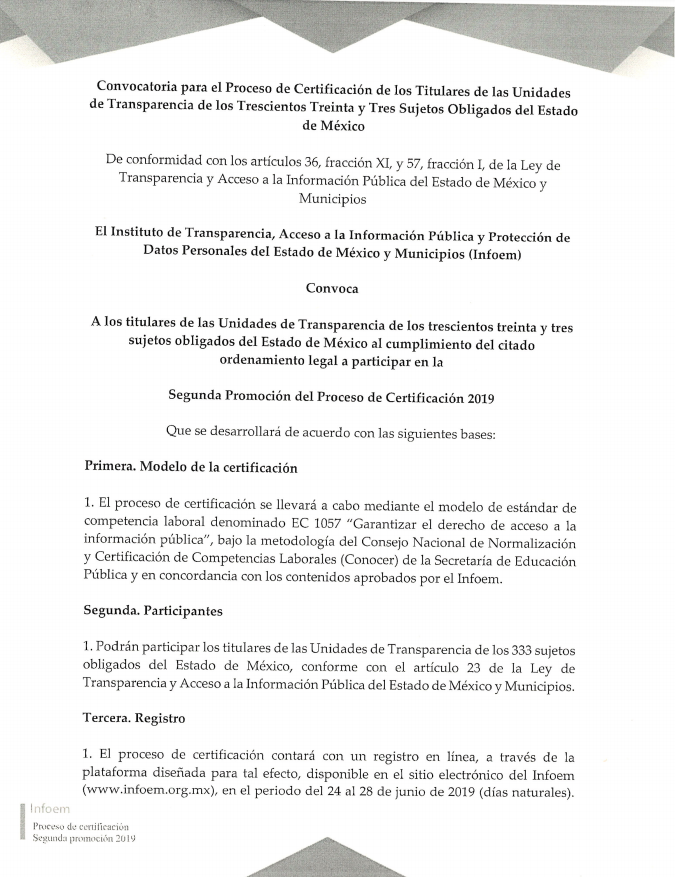 Convocatoria para el Proceso de Certificación de los Titulares de las Unidades
de Transparencia de los Trescientos Treinta y Tres Sujetos Obligados del Estado
de México
De conformidad con los artículos 36, fracción XI, y 57, fracción I, de la Ley de
Transparencia y Acceso a la Información Pública del Estado de México y
Municipios
El Instituto de Transparencia, Acceso a la Información Pública y Protección de
Datos Personales del Estado de México y Municipios (Infoem)
Convoca
A los titulares de las Unidades de Transparencia de los trescientos treinta y tres
sujetos obligados del Estado de México al cumplimiento del citado
ordenamiento legal a participar en la
Segunda Promoción del Proceso de Certificación 2019
Que se desarrollará de acuerdo con las siguientes bases:
Primera. Modelo de la certificación
1. El proceso de certificación se llevará a cabo mediante el modelo de estándar de
competencia laboral denominado EC 1057 “Garantizar el derecho de acceso a la
información pública”, bajo la metodología del Consejo Nacional de Normalización
y Certificación de Competencias Laborales (Conocer) de la Secretaría de Educación
Pública y en concordancia con los contenidos aprobados por el Infoem.
Segunda. Participantes
1. Podrán participar los titulares de las Unidades de Transparencia de los 333 sujetos
obligados del Estado de México, conforme con el artículo 23 de la Ley de
Transparencia y Acceso a la Información Pública del Estado de México y Municipios.
Tercera. Registro
1. El proceso de certificación contará con un registro en línea, a través de la
plataforma diseñada para tal efecto, disponible en el sitio electrónico del Infoem
(www.infoem.org.mx), en el periodo del 24 al 28 de junio de 2019 (días naturales).
Infoem
Proceso de certificación
Segunda promoción 2019